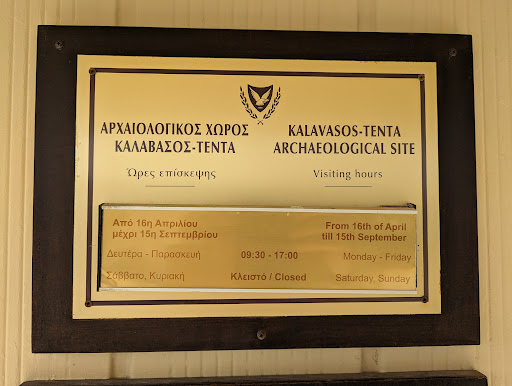 ΑΡΧΑΙΟΛΟΓΙΚΟΣ ΧΩΡΟΣ
ΚΑΛΑΒΑΣΟΣ-ΤΕΝΤΑ
Ώρες επίσκεψης
KALAVASOS-TENTA
ARCHAEOLOGICAL SITE
Visiting hours
Από 16η Απριλίου
μέχρι 15η Σεπτεμβρίου
From 16th of April
till 15th September
Δευτέρα - Παρασκευή 09:30 - 17:00 Monday - Friday
Σάββατο, Κυριακή Κλειστό / Closed Saturday, Sunday